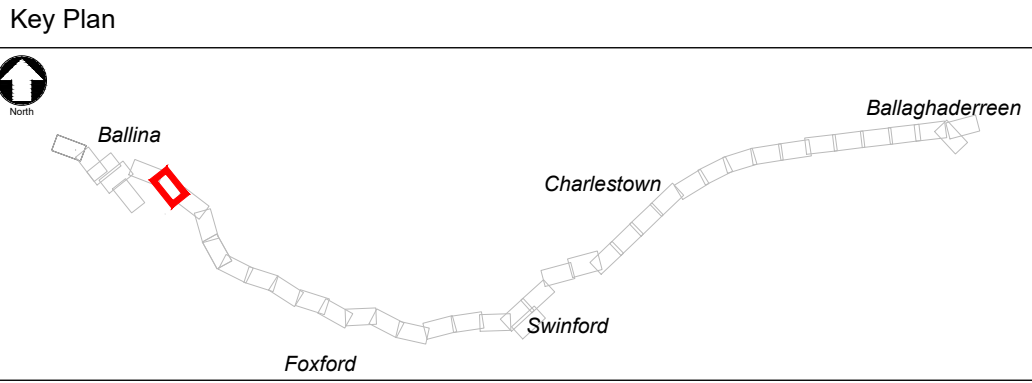 Key Plan
North
Ballaghaderreen
Ballina
Charlestown
Swinford
Foxford